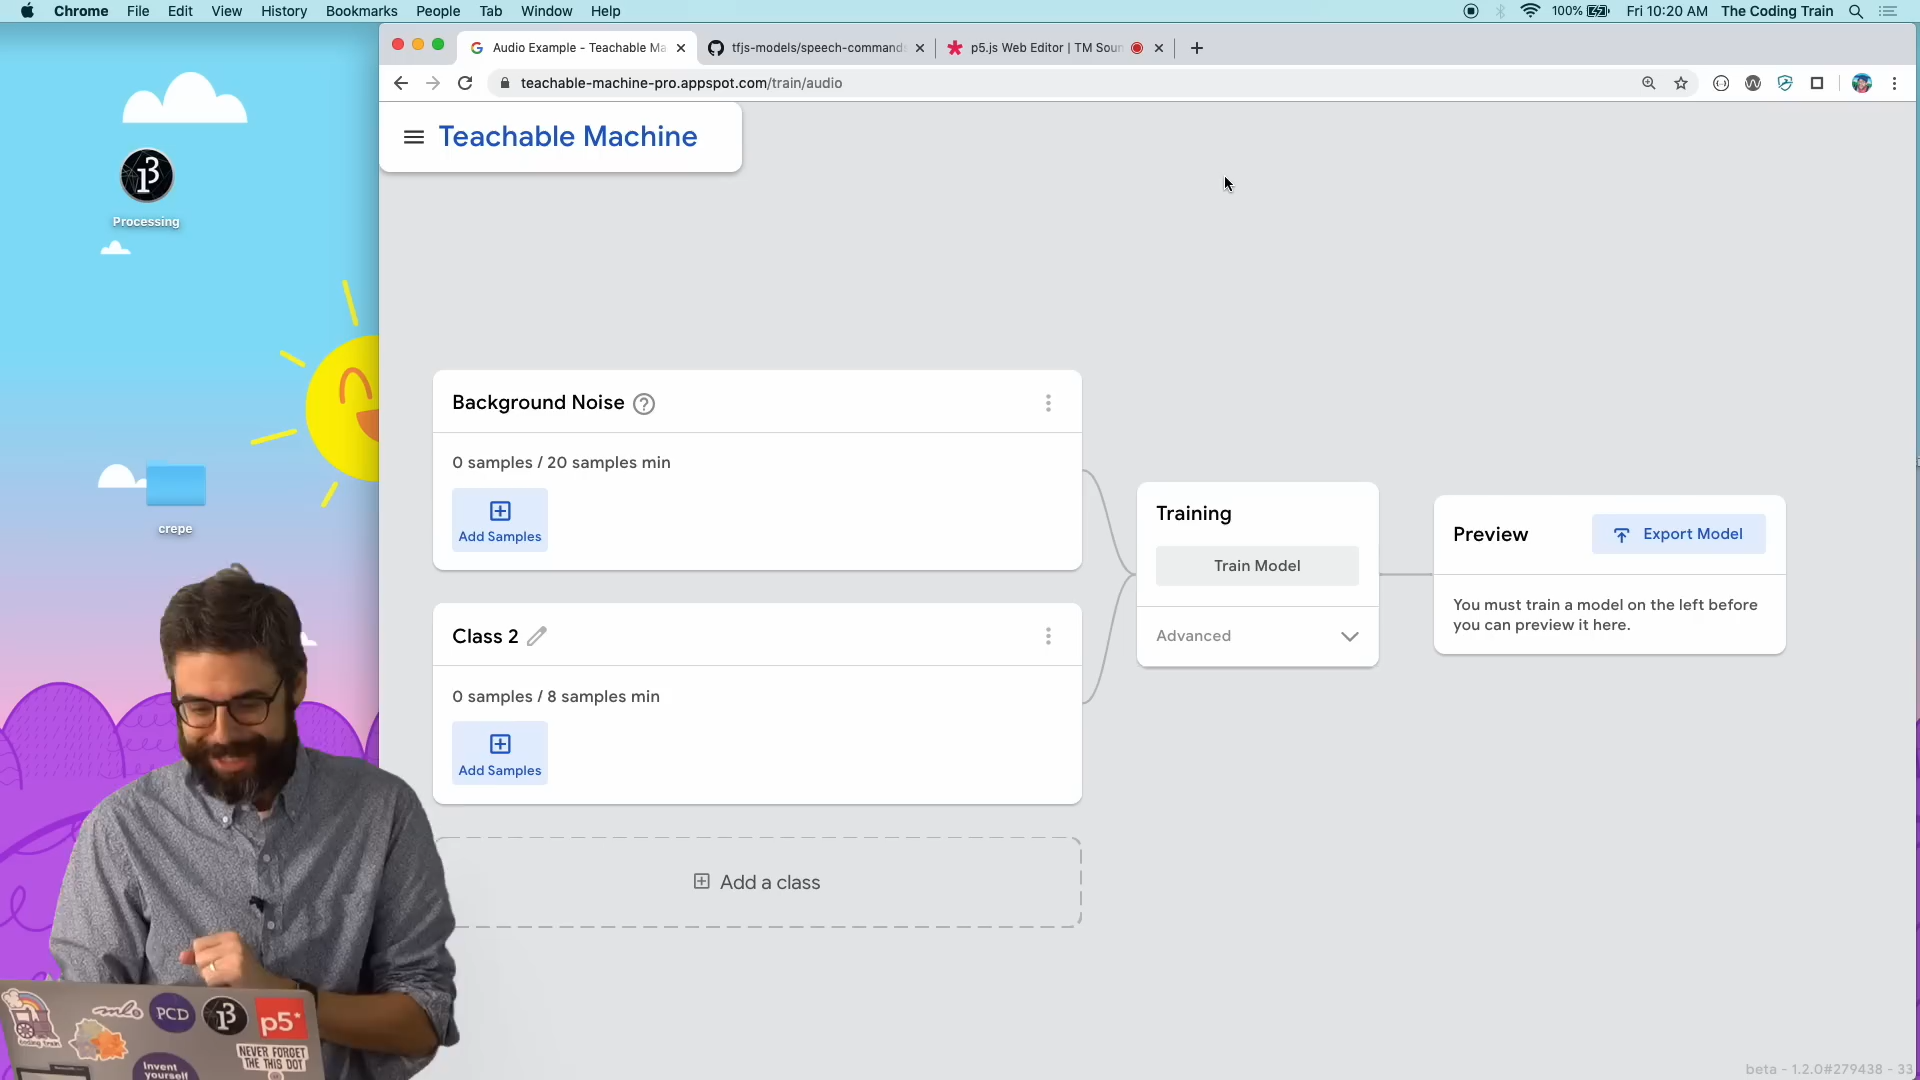 Chrome File Edit View History Bookmarks People Tab Window Help
100% Fri 10:20 AM The Coding Train
Audio Example - Teachable Ma
tfjs-models/speech-commands
p5.js Web Editor | TM Soun
teachable-machine-pro.appspot.com/train/audio
Teachable Machine
Processing
crepe
Background Noise
0 samples / 20 samples min
Add Samples
Class 2
0 samples / 8 samples min
Add Samples
Add a class
Training
Train Model
Advanced
Preview
Export Model
You must train a model on the left before
you can preview it here.
PCD
p5*
NEVER FORGET
THE THIS DOT
Invent
yourself
beta - 1.2.0#279438 - 33